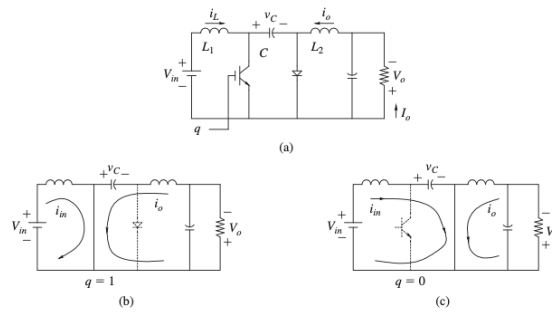 i_L
+ v_C −
i_o
L_1
C
L_2
+
V_in
−
−
V_o
+
I_o
q
(a)
+ v_C −
i_in
i_o
+
V_in
−
−
V_o
+
q = 1
(b)
+ v_C −
i_in
i_o
+
V_in
−
−
V
+
q = 0
(c)